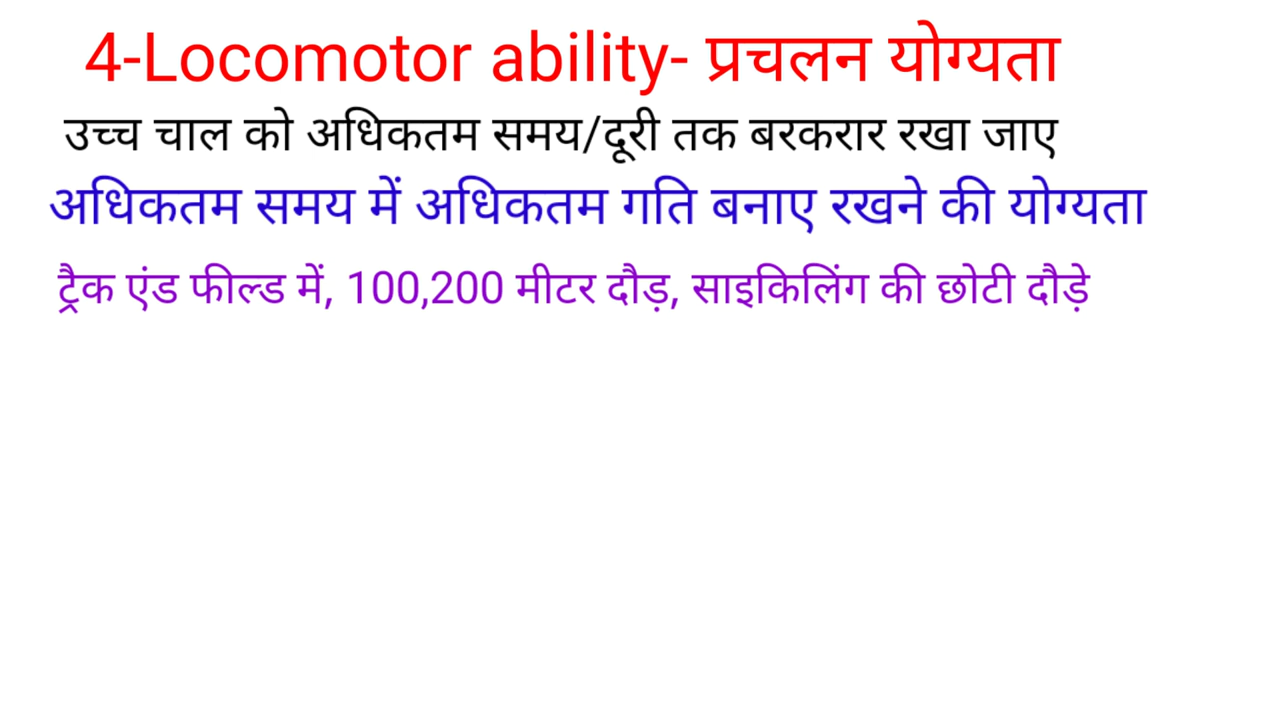 4-Locomotor ability- प्रचलन योग्यता
उच्च चाल को अधिकतम समय/दूरी तक बरकरार रखा जाए
अधिकतम समय में अधिकतम गति बनाए रखने की योग्यता
ट्रैक एंड फील्ड में, 100,200 मीटर दौड़, साइकिलिंग की छोटी दौड़े